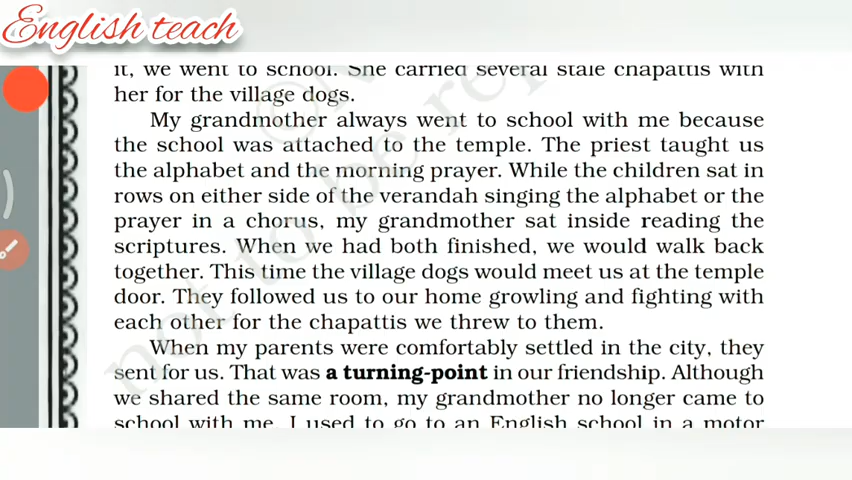 English teach
it, we went to school. She carried several stale chapattis with
her for the village dogs.
My grandmother always went to school with me because
the school was attached to the temple. The priest taught us
the alphabet and the morning prayer. While the children sat in
rows on either side of the verandah singing the alphabet or the
prayer in a chorus, my grandmother sat inside reading the
scriptures. When we had both finished, we would walk back
together. This time the village dogs would meet us at the temple
door. They followed us to our home growling and fighting with
each other for the chapattis we threw to them.
When my parents were comfortably settled in the city, they
sent for us. That was a turning-point in our friendship. Although
we shared the same room, my grandmother no longer came to
school with me. I used to go to an English school in a motor
not to be rep